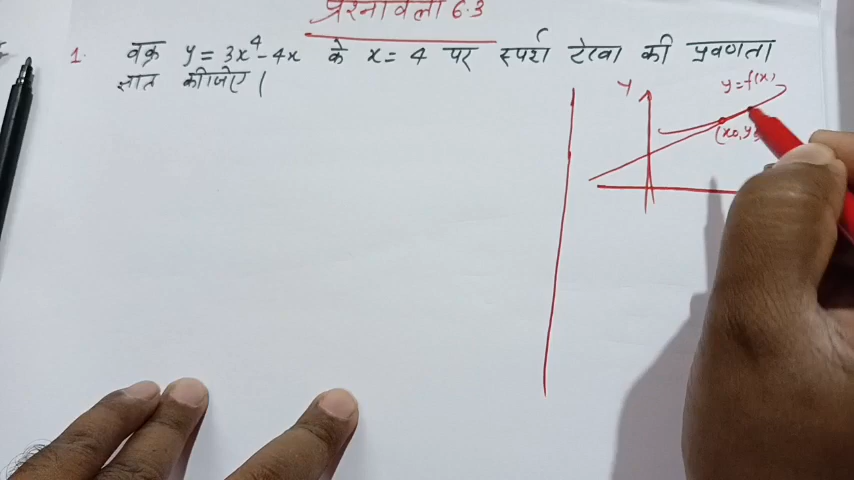 प्रश्नावली 6.3
1. वक्र y = 3x⁴ - 4x के x = 4 पर स्पर्श रेखा की प्रवणता
ज्ञात कीजिए।
y = f(x)
Y
(x₀, y₀